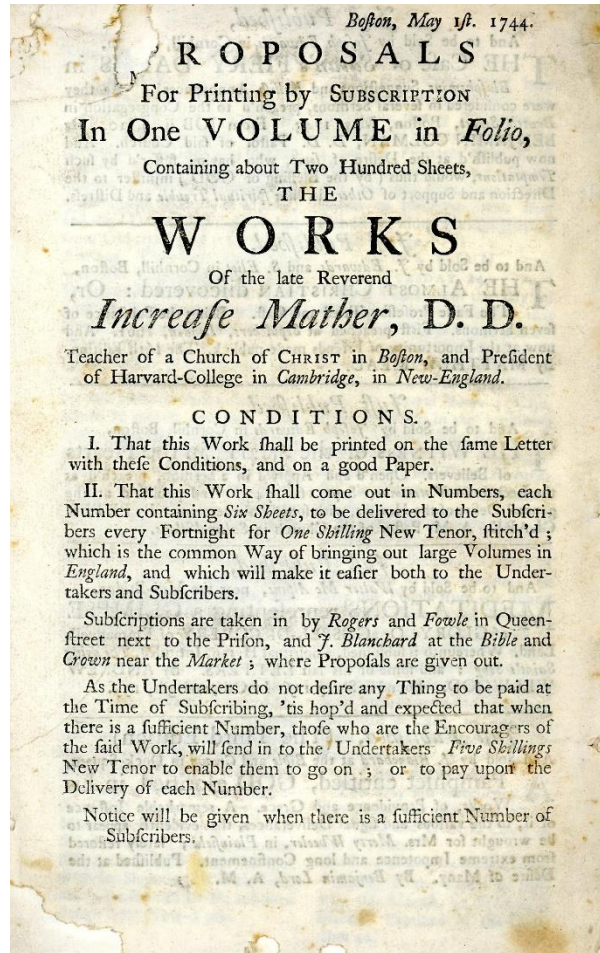 Boſton, May 1ſt. 1744.
ROPOSALS
For Printing by SUBSCRIPTION
In One VOLUME in Folio,
Containing about Two Hundred Sheets,
THE
WORKS
Of the late Reverend
Increaſe Mather, D. D.
Teacher of a Church of CHRIST in Boſton, and Preſident
of Harvard-College in Cambridge, in New-England.
CONDITIONS.
I. That this Work ſhall be printed on the ſame Letter
with theſe Conditions, and on a good Paper.
II. That this Work ſhall come out in Numbers, each
Number containing Six Sheets, to be delivered to the Subſcri-
bers every Fortnight for One Shilling New Tenor, ſtitch'd ;
which is the common Way of bringing out large Volumes in
England, and which will make it eaſier both to the Under-
takers and Subſcribers.
Subſcriptions are taken in by Rogers and Fowle in Queen-
ſtreet next to the Priſon, and J. Blanchard at the Bible and
Crown near the Market ; where Propoſals are given out.
As the Undertakers do not deſire any Thing to be paid at
the Time of Subſcribing, 'tis hop'd and expected that when
there is a ſufficient Number, thoſe who are the Encouragers of
the ſaid Work, will ſend in to the Undertakers Five Shillings
New Tenor to enable them to go on ; or to pay upon the
Delivery of each Number.
Notice will be given when there is a ſufficient Number of
Subſcribers.